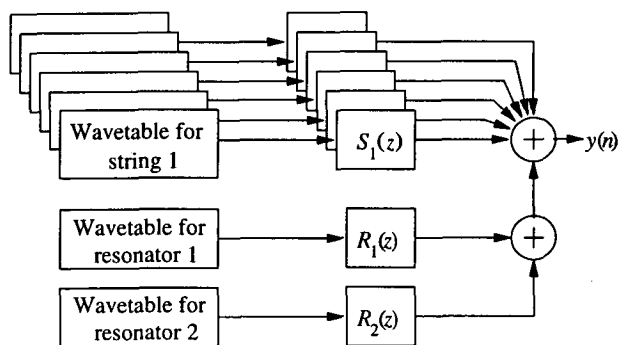 Wavetable for
string 1
S₁(z)
+
y(n)
Wavetable for
resonator 1
R₁(z)
+
Wavetable for
resonator 2
R₂(z)